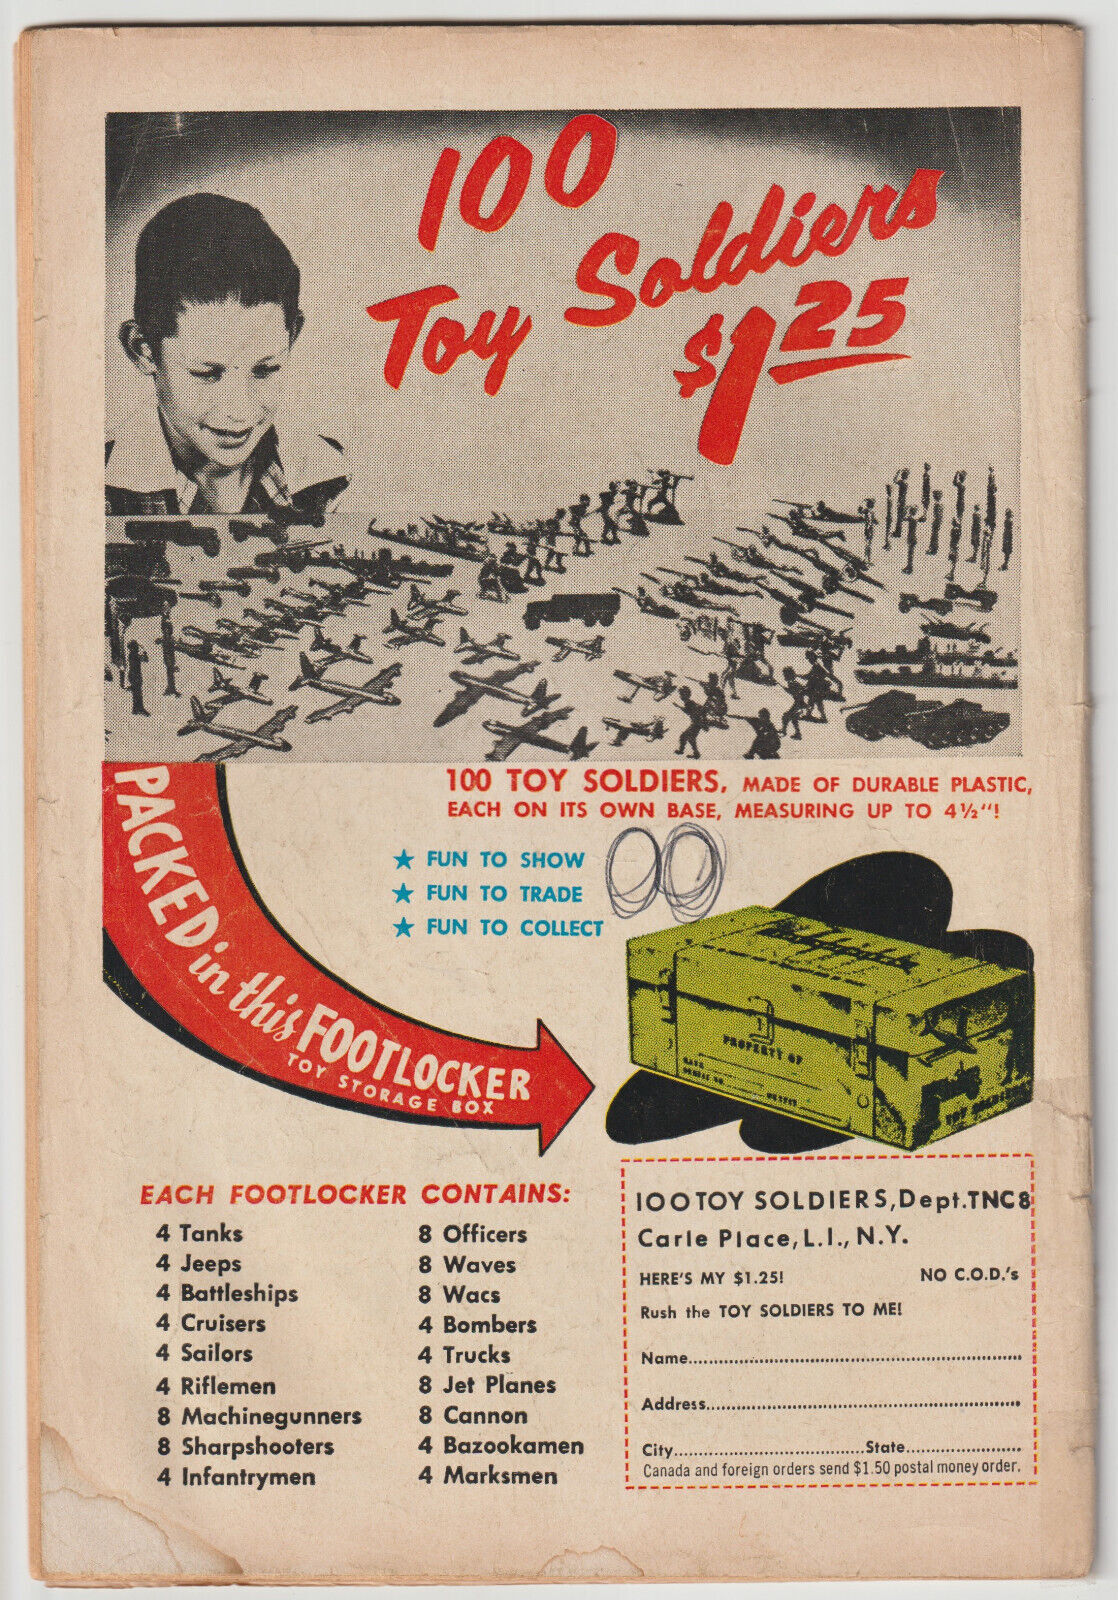 100
Toy Soldiers
$1.25
100 TOY SOLDIERS, MADE OF DURABLE PLASTIC,
EACH ON ITS OWN BASE, MEASURING UP TO 4½"!
★ FUN TO SHOW
★ FUN TO TRADE
★ FUN TO COLLECT
PACKED in this FOOTLOCKER
TOY STORAGE BOX
PROPERTY OF
TOY SOLDIERS
EACH FOOTLOCKER CONTAINS:
4 Tanks
4 Jeeps
4 Battleships
4 Cruisers
4 Sailors
4 Riflemen
8 Machinegunners
8 Sharpshooters
4 Infantrymen
8 Officers
8 Waves
8 Wacs
4 Bombers
4 Trucks
8 Jet Planes
8 Cannon
4 Bazookamen
4 Marksmen
100 TOY SOLDIERS, Dept. TNC8
Carle Place, L.I., N.Y.
HERE'S MY $1.25! NO C.O.D.'s
Rush the TOY SOLDIERS TO ME!
Name
Address
City State
Canada and foreign orders send $1.50 postal money order.